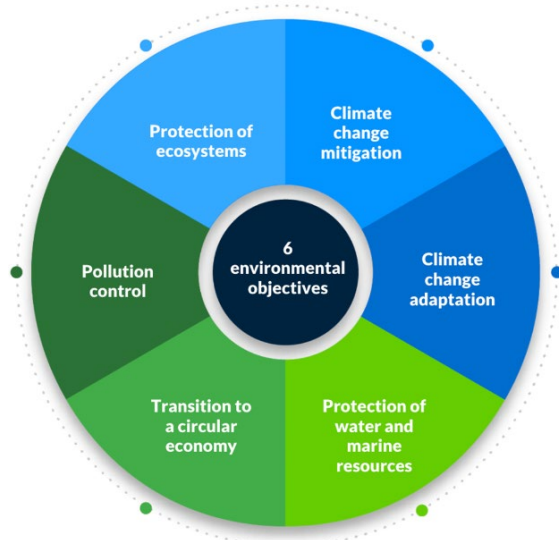 6
environmental
objectives
Climate
change
mitigation
Climate
change
adaptation
Protection of
water and
marine
resources
Transition to
a circular
economy
Pollution
control
Protection of
ecosystems